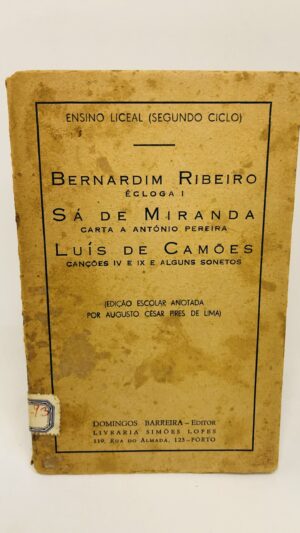 ENSINO LICEAL (SEGUNDO CICLO)
BERNARDIM RIBEIRO
ÉCLOGA I
SÁ DE MIRANDA
CARTA A ANTÓNIO PEREIRA
LUÍS DE CAMÕES
CANÇÕES IV E IX E ALGUNS SONETOS
(EDIÇÃO ESCOLAR ANOTADA
POR AUGUSTO CÉSAR PIRES DE LIMA)
DOMINGOS BARREIRA – EDITOR
LIVRARIA SIMÕES LOPES
119, RUA DO ALMADA, 123 – PORTO